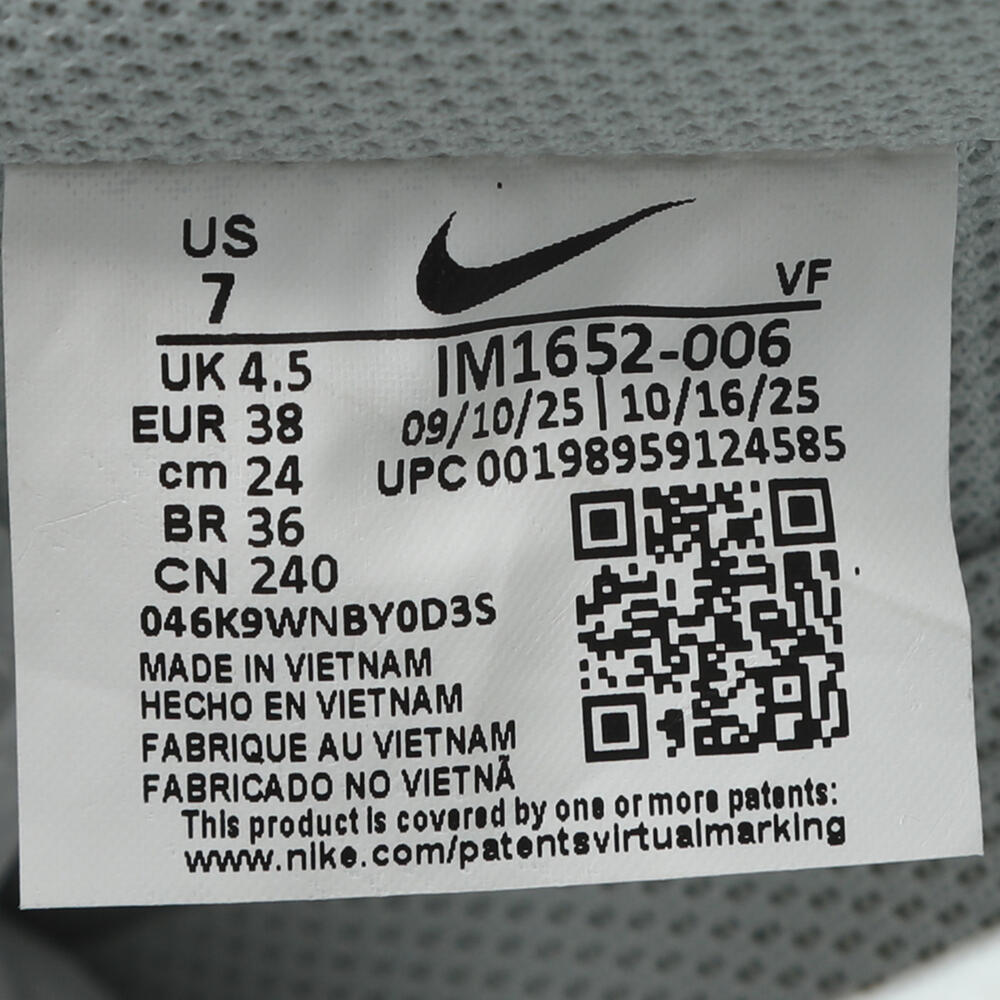 US
7
VF
UK 4.5
EUR 38
cm 24
BR 36
CN 240
IM1652-006
09/10/25 | 10/16/25
UPC 00198959124585
046K9WNBY0D3S
MADE IN VIETNAM
HECHO EN VIETNAM
FABRIQUE AU VIETNAM
FABRICADO NO VIETNÃ
This product is covered by one or more patents:
www.nike.com/patentsvirtualmarking